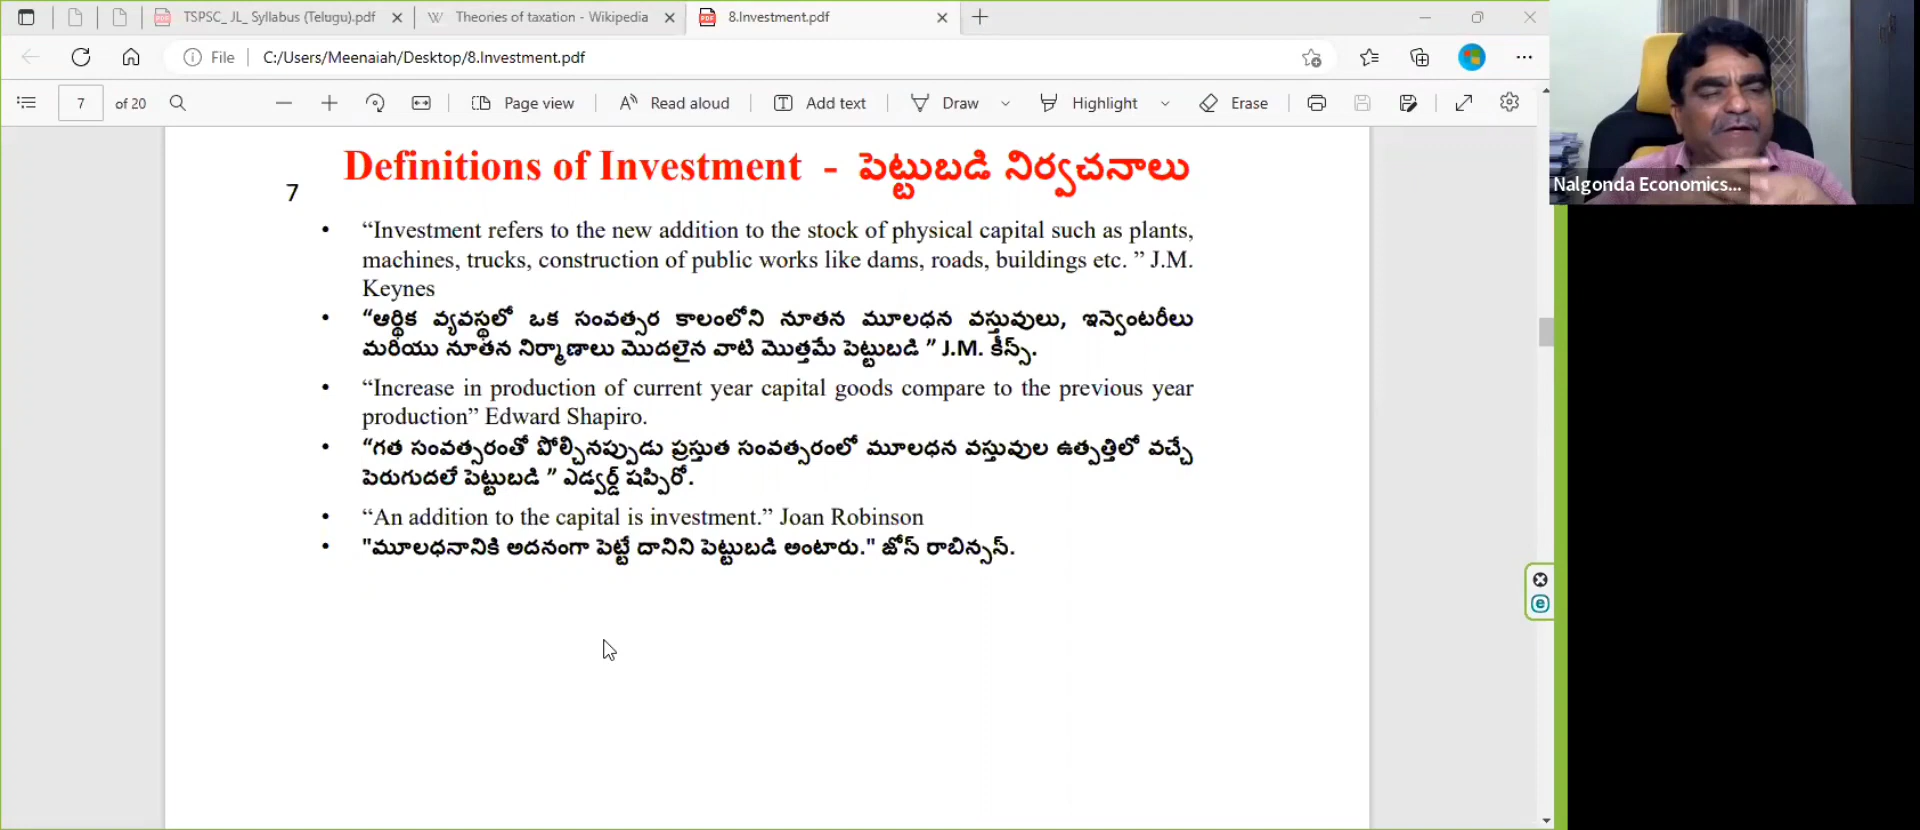 TSPSC_ JL_ Syllabus (Telugu).pdf
Theories of taxation - Wikipedia
8.Investment.pdf
File
C:/Users/Meenaiah/Desktop/8.Investment.pdf
7
of 20
Page view
Read aloud
Add text
Draw
Highlight
Erase
Nalgonda Economics...
Definitions of Investment - పెట్టుబడి నిర్వచనాలు
7
• “Investment refers to the new addition to the stock of physical capital such as plants,
machines, trucks, construction of public works like dams, roads, buildings etc. ” J.M.
Keynes
• “ఆర్థిక వ్యవస్థలో ఒక సంవత్సర కాలంలోని నూతన మూలధన వస్తువులు, ఇన్వెంటరీలు
మరియు నూతన నిర్మాణాలు మొదలైన వాటి మొత్తమే పెట్టుబడి ” J.M. కీన్స్.
• “Increase in production of current year capital goods compare to the previous year
production” Edward Shapiro.
• “గత సంవత్సరంతో పోల్చినప్పుడు ప్రస్తుత సంవత్సరంలో మూలధన వస్తువుల ఉత్పత్తిలో వచ్చే
పెరుగుదలే పెట్టుబడి ” ఎడ్వర్డ్ షప్పిరో.
• “An addition to the capital is investment.” Joan Robinson
• "మూలధనానికి అదనంగా పెట్టే దానిని పెట్టుబడి అంటారు." జోన్ రాబిన్సన్.